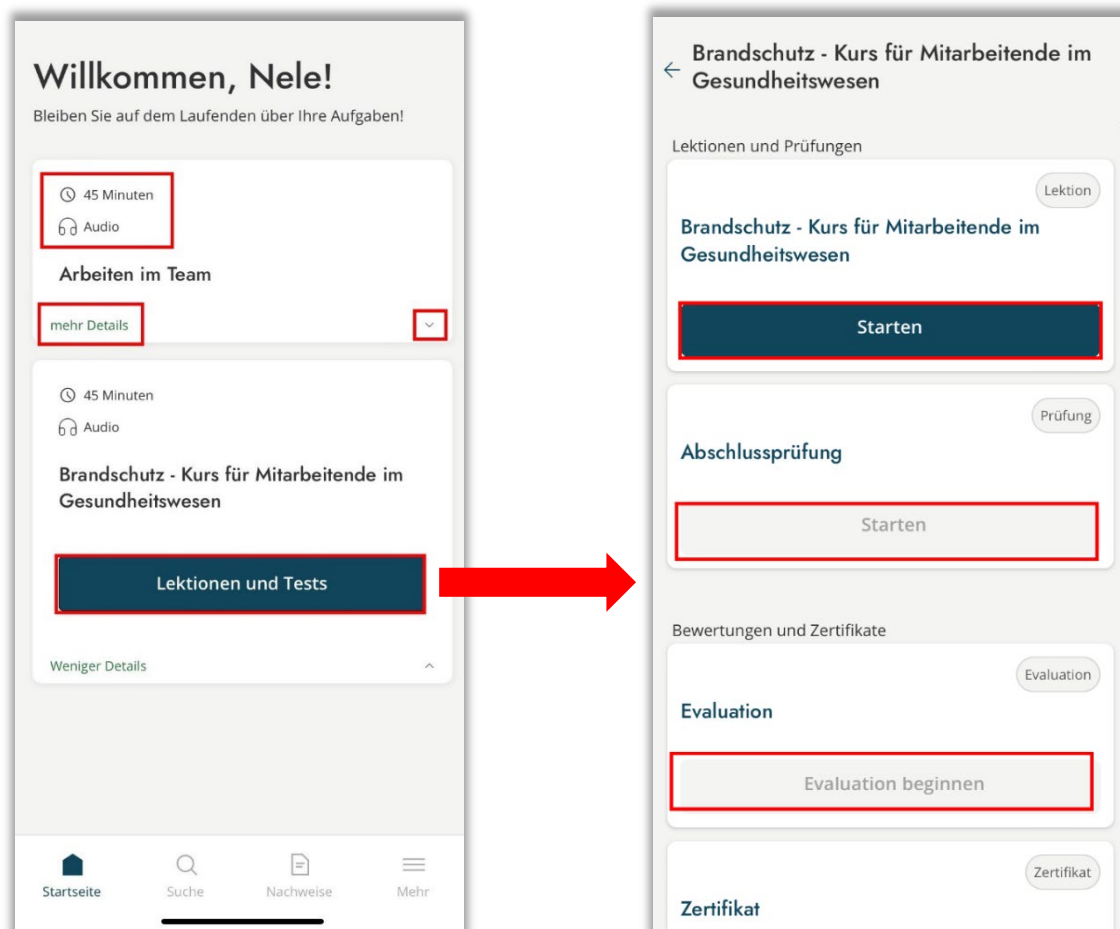 Willkommen, Nele!
Bleiben Sie auf dem Laufenden über Ihre Aufgaben!
45 Minuten
Audio
Arbeiten im Team
mehr Details
45 Minuten
Audio
Brandschutz - Kurs für Mitarbeitende im
Gesundheitswesen
Lektionen und Tests
Weniger Details
Startseite
Suche
Nachweise
Mehr
Brandschutz - Kurs für Mitarbeitende im
Gesundheitswesen
Lektionen und Prüfungen
Lektion
Brandschutz - Kurs für Mitarbeitende im
Gesundheitswesen
Starten
Prüfung
Abschlussprüfung
Starten
Bewertungen und Zertifikate
Evaluation
Evaluation
Evaluation beginnen
Zertifikat
Zertifikat